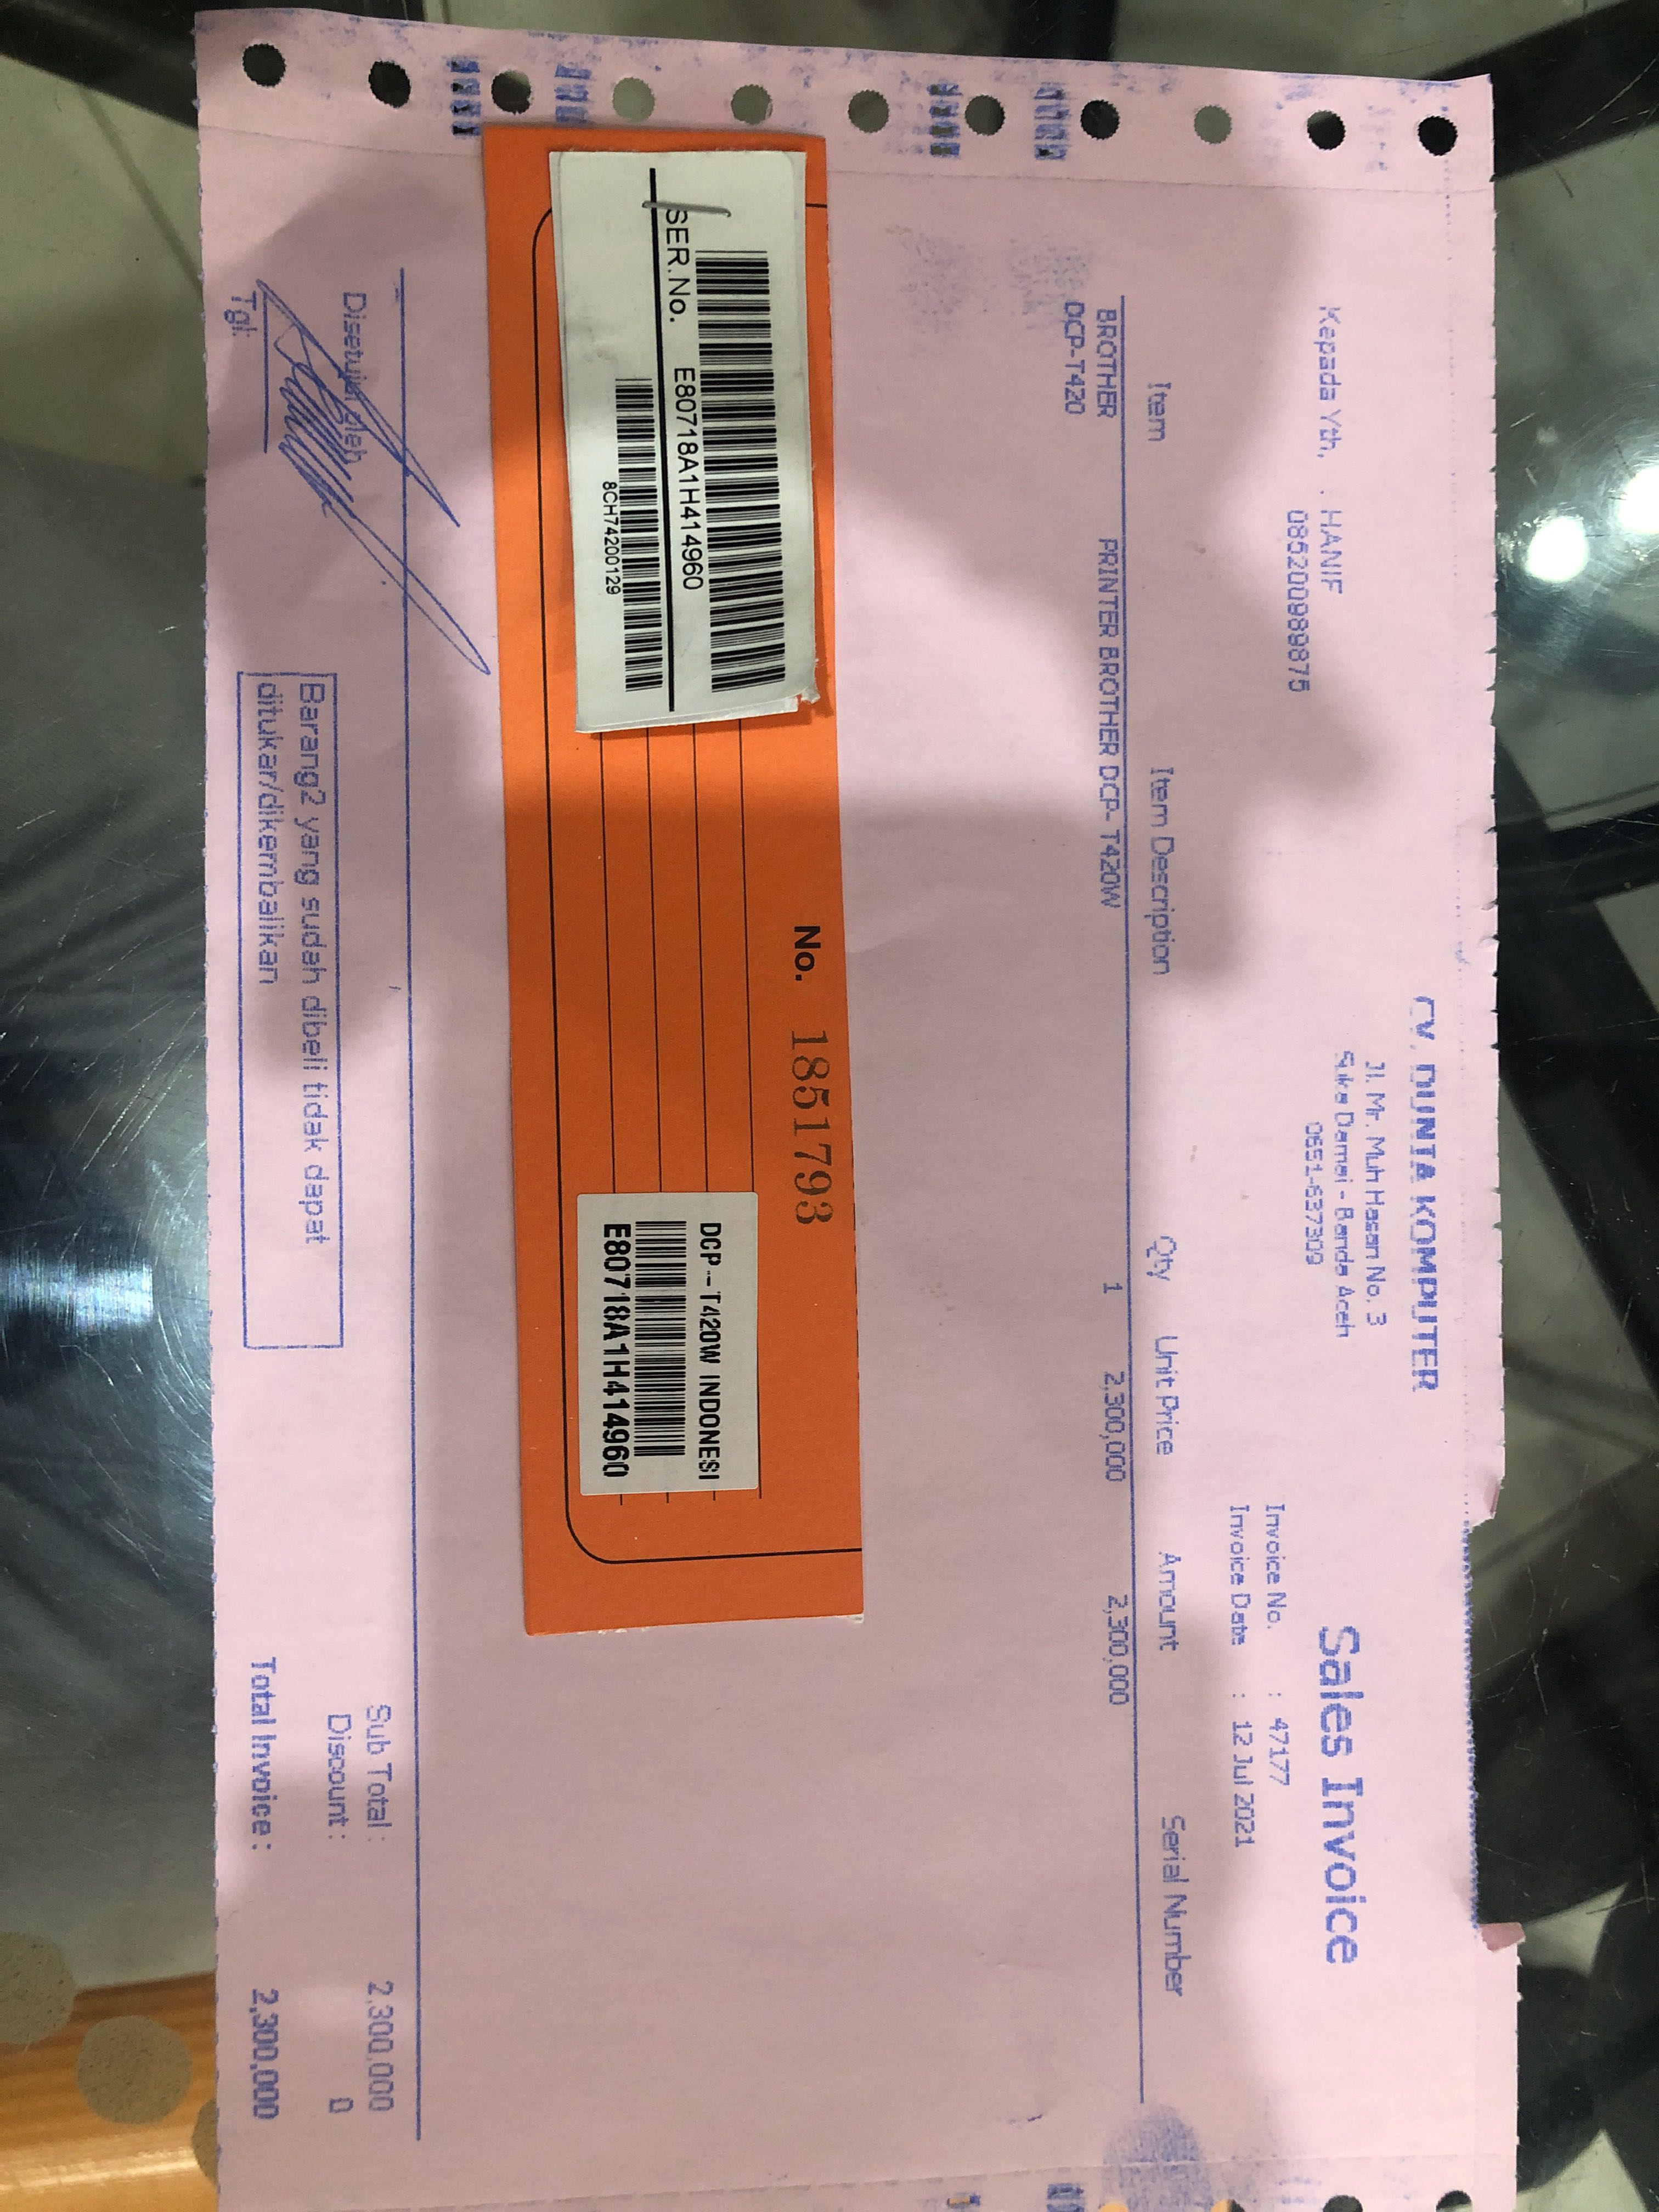 CV. DUNIA KOMPUTER
Jl. Mr. Muh Hasan No. 3
Suka Damai - Banda Aceh
0651-637309
Sales Invoice
Kepada Yth, : HANIF
085200989875
Invoice No. : 47177
Invoice Date : 12 Jul 2021
Item Item Description Qty Unit Price Amount Serial Number
BROTHER PRINTER BROTHER DCP-T420W 1 2,300,000 2,300,000
DCP-T420
No. 1851793
SER.No. E80718A1H414960
8CH74200129
DCP-T420W INDONESI
E80718A1H414960
Disetujui oleh
Tgl:
Barang2 yang sudah dibeli tidak dapat
ditukar/dikembalikan
Sub Total : 2,300,000
Discount : 0
Total Invoice : 2,300,000